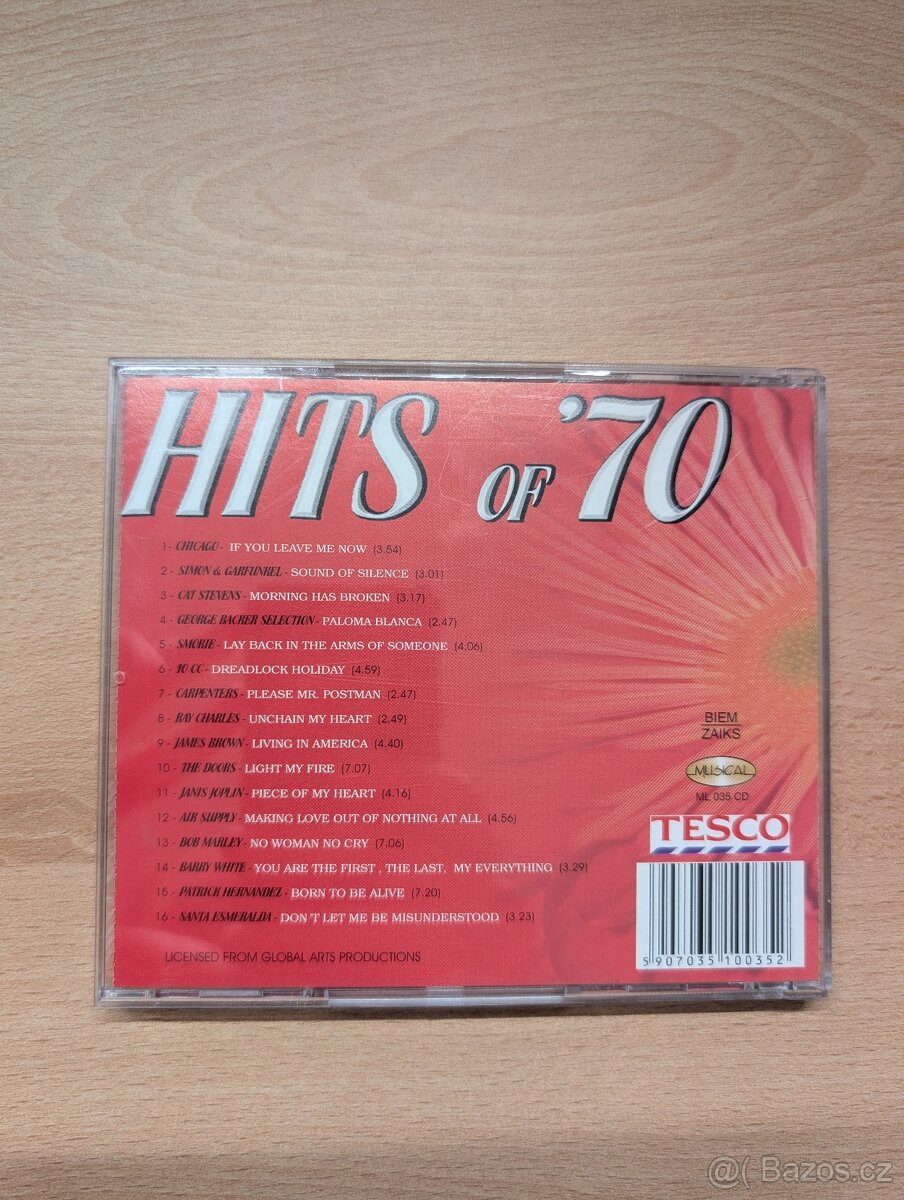 HITS OF '70
1- CHICAGO - IF YOU LEAVE ME NOW (3.54)
2 - SIMON & GARFUNKEL - SOUND OF SILENCE (3.01)
3 - CAT STEVENS - MORNING HAS BROKEN (3.17)
4 - GEORGE BACKER SELECTION - PALOMA BLANCA (2.47)
5 - SMOKIE - LAY BACK IN THE ARMS OF SOMEONE (4.06)
6 - 10 CC - DREADLOCK HOLIDAY (4.59)
7 - CARPENTERS - PLEASE MR. POSTMAN (2.47)
8 - RAY CHARLES - UNCHAIN MY HEART (2.49)
9 - JAMES BROWN - LIVING IN AMERICA (4.40)
10 - THE DOORS - LIGHT MY FIRE (7.07)
11 - JANIS JOPLIN - PIECE OF MY HEART (4.16)
12 - AIR SUPPLY - MAKING LOVE OUT OF NOTHING AT ALL (4.56)
13 - BOB MARLEY - NO WOMAN NO CRY (7.06)
14 - BARRY WHITE - YOU ARE THE FIRST , THE LAST, MY EVERYTHING (3.29)
15 - PATRICK HERNANDEZ - BORN TO BE ALIVE (7.20)
16 - SANTA ESMERALDA - DON'T LET ME BE MISUNDERSTOOD (3.23)
LICENSED FROM GLOBAL ARTS PRODUCTIONS
BIEM
ZAIKS
MUSICAL
ML 035 CD
TESCO
5 907035 100352
@( Bazos.cz